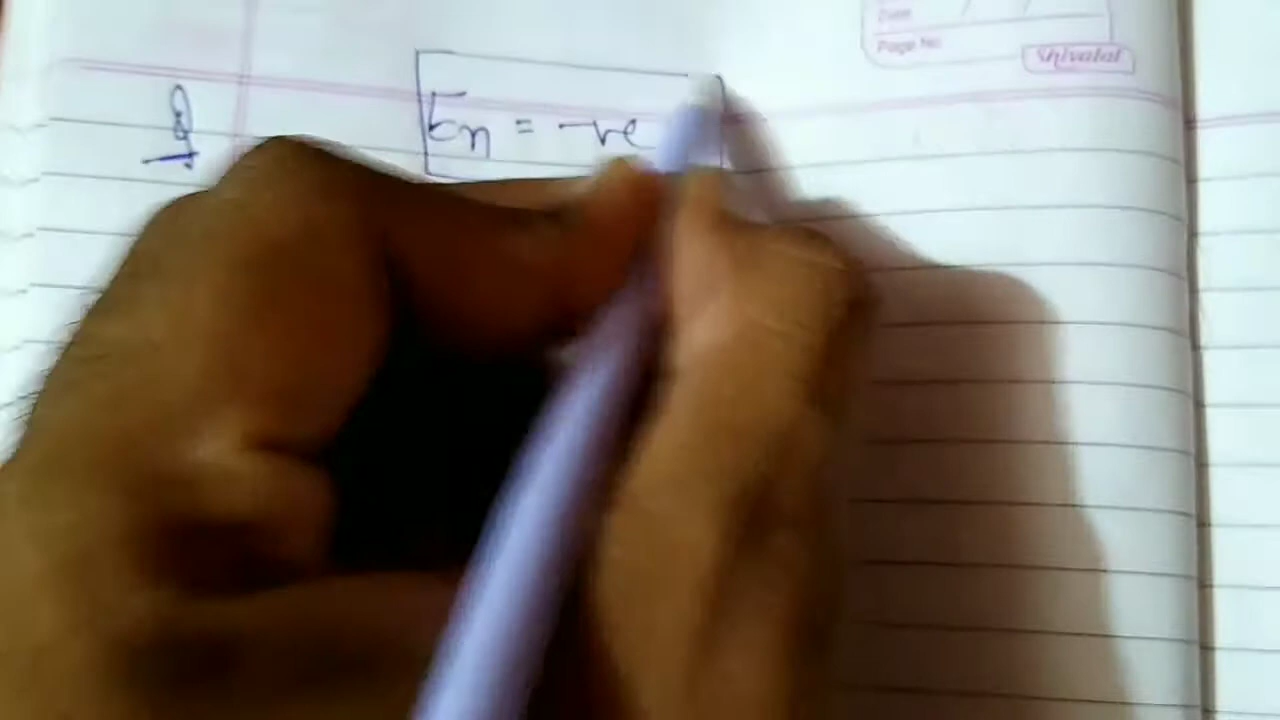 Date / /
Page No.
Shivalal
Q
En = -ve